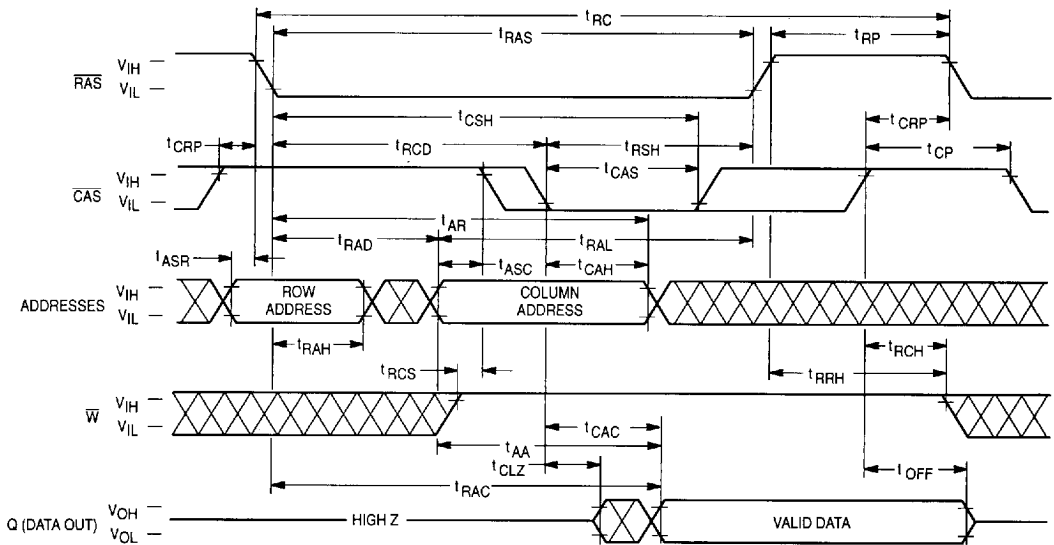 tRC
tRAS
tRP
RAS
VIH
VIL
tCSH
tCRP
tCRP
tRCD
tRSH
tCP
tCAS
CAS
VIH
VIL
tAR
tRAD
tRAL
tASR
tASC
tCAH
ADDRESSES
VIH
VIL
ROW
ADDRESS
COLUMN
ADDRESS
tRAH
tRCH
tRCS
tRRH
W
VIH
VIL
tCAC
tAA
tCLZ
tOFF
tRAC
Q (DATA OUT)
VOH
VOL
HIGH Z
VALID DATA